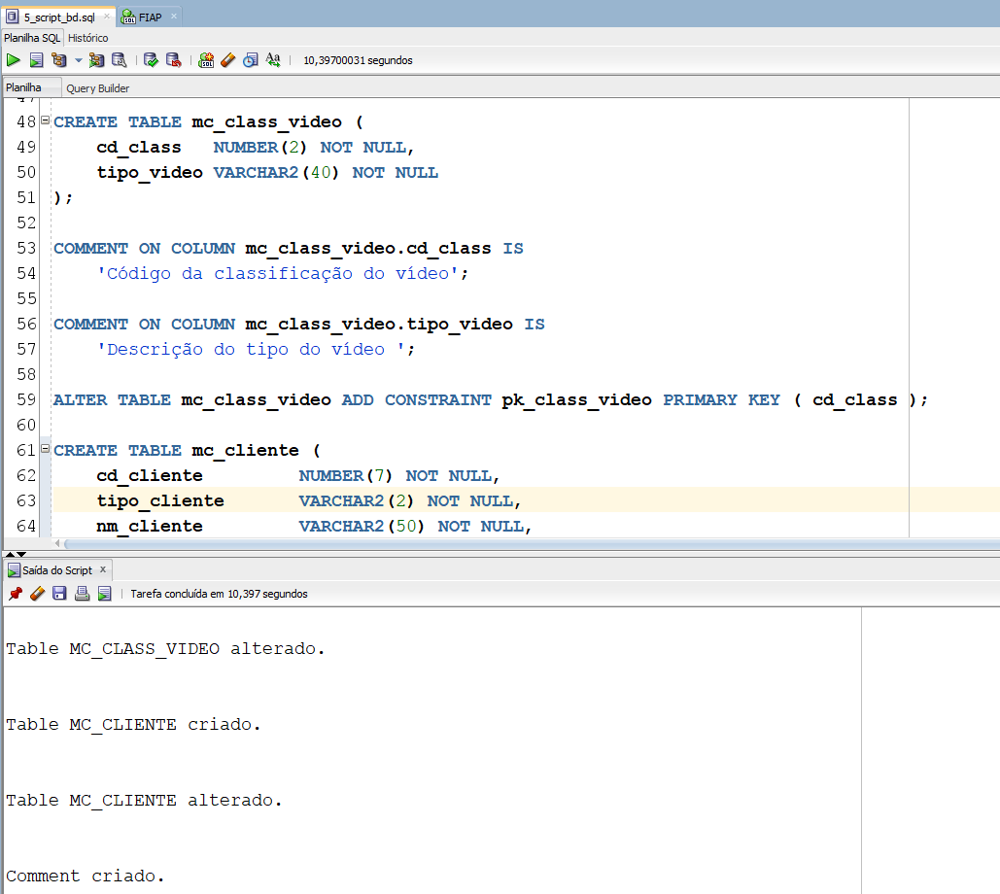 5_script_bd.sql × FIAP ×
Planilha SQL Histórico
10,39700031 segundos
Planilha Query Builder
47
48 CREATE TABLE mc_class_video (
49 cd_class NUMBER(2) NOT NULL,
50 tipo_video VARCHAR2(40) NOT NULL
51 );
52
53 COMMENT ON COLUMN mc_class_video.cd_class IS
54 'Código da classificação do vídeo';
55
56 COMMENT ON COLUMN mc_class_video.tipo_video IS
57 'Descrição do tipo do vídeo ';
58
59 ALTER TABLE mc_class_video ADD CONSTRAINT pk_class_video PRIMARY KEY ( cd_class );
60
61 CREATE TABLE mc_cliente (
62 cd_cliente NUMBER(7) NOT NULL,
63 tipo_cliente VARCHAR2(2) NOT NULL,
64 nm_cliente VARCHAR2(50) NOT NULL,
Saída do Script ×
Tarefa concluída em 10,397 segundos
Table MC_CLASS_VIDEO alterado.
Table MC_CLIENTE criado.
Table MC_CLIENTE alterado.
Comment criado.